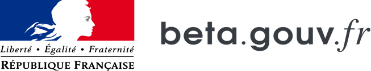 beta.gouv.fr
Liberté • Égalité • Fraternité
RÉPUBLIQUE FRANÇAISE